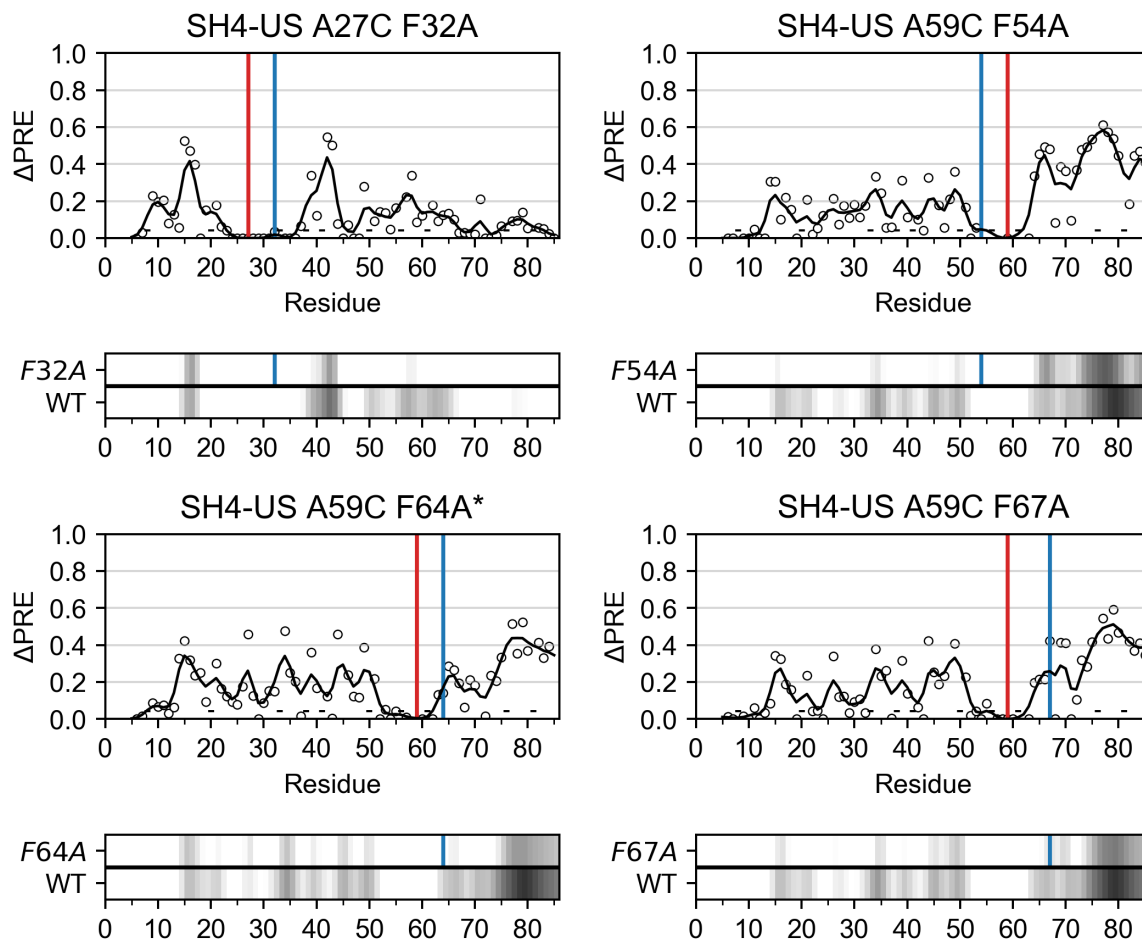 SH4-US A27C F32A
1.0
0.8
0.6
0.4
0.2
0.0
ΔPRE
0 10 20 30 40 50 60 70 80
Residue
F32A
WT
0 10 20 30 40 50 60 70 80
SH4-US A59C F54A
1.0
0.8
0.6
0.4
0.2
0.0
ΔPRE
0 10 20 30 40 50 60 70 80
Residue
F54A
WT
0 10 20 30 40 50 60 70 80
SH4-US A59C F64A*
1.0
0.8
0.6
0.4
0.2
0.0
ΔPRE
0 10 20 30 40 50 60 70 80
Residue
F64A
WT
0 10 20 30 40 50 60 70 80
SH4-US A59C F67A
1.0
0.8
0.6
0.4
0.2
0.0
ΔPRE
0 10 20 30 40 50 60 70 80
Residue
F67A
WT
0 10 20 30 40 50 60 70 80